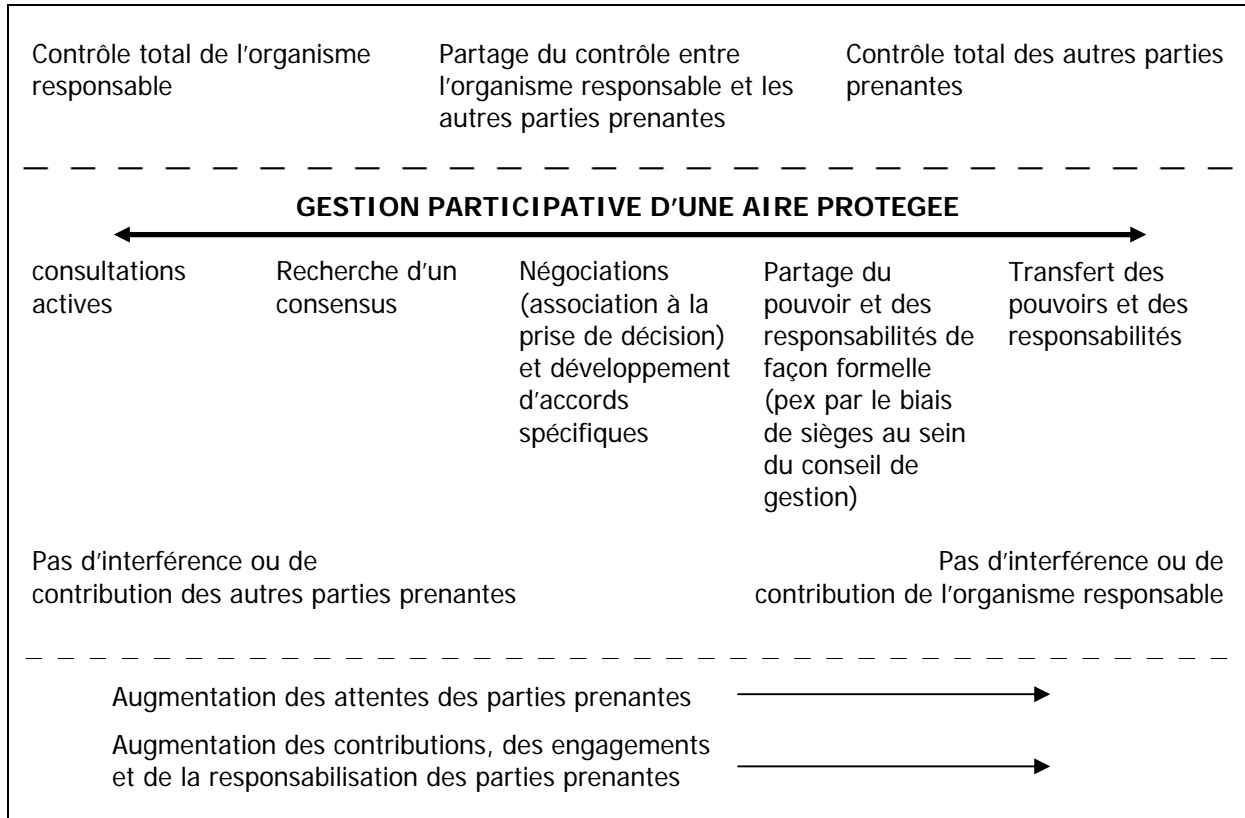 Contrôle total de l'organisme
responsable
Partage du contrôle entre
l'organisme responsable et les
autres parties prenantes
Contrôle total des autres parties
prenantes
GESTION PARTICIPATIVE D'UNE AIRE PROTEGEE
consultations
actives
Recherche d'un
consensus
Négociations
(association à la
prise de décision)
et développement
d'accords
spécifiques
Partage du
pouvoir et des
responsabilités de
façon formelle
(pex par le biais
de sièges au sein
du conseil de
gestion)
Transfert des
pouvoirs et des
responsabilités
Pas d'interférence ou de
contribution des autres parties prenantes
Pas d'interférence ou de
contribution de l'organisme responsable
Augmentation des attentes des parties prenantes
Augmentation des contributions, des engagements
et de la responsabilisation des parties prenantes